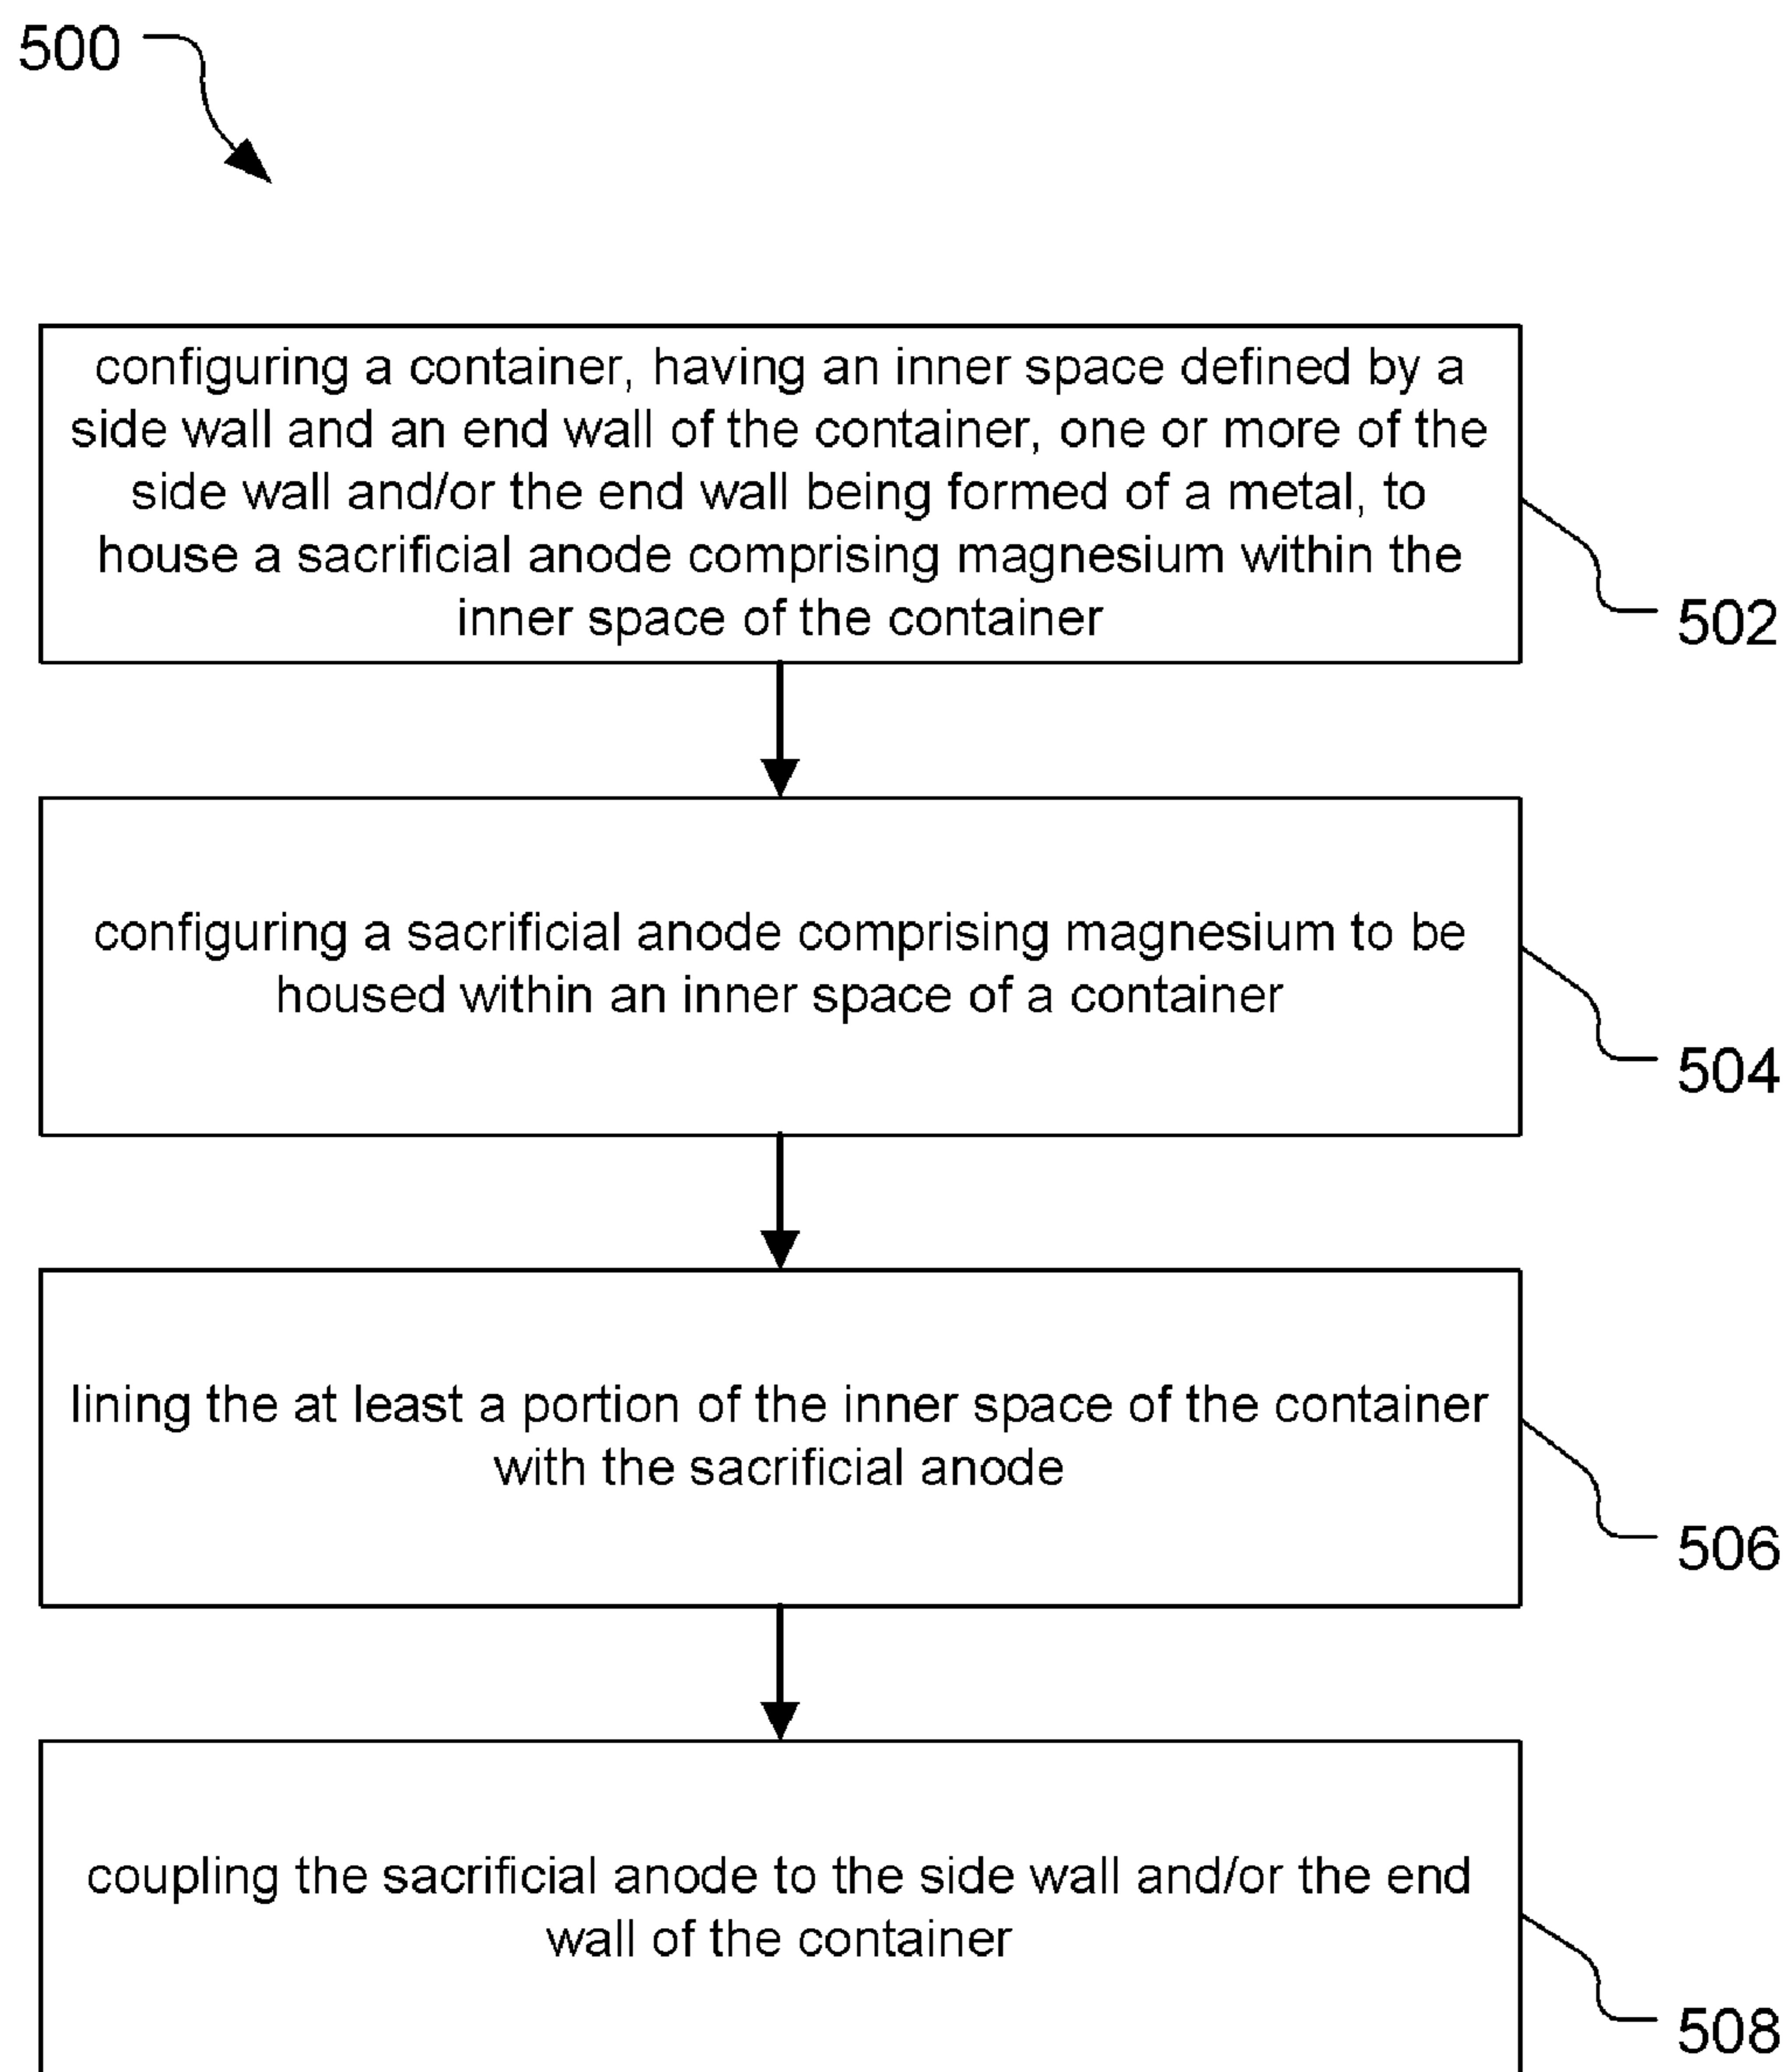 500
configuring a container, having an inner space defined by a
side wall and an end wall of the container, one or more of the
side wall and/or the end wall being formed of a metal, to
house a sacrificial anode comprising magnesium within the
inner space of the container
502
configuring a sacrificial anode comprising magnesium to be
housed within an inner space of a container
504
lining the at least a portion of the inner space of the container
with the sacrificial anode
506
coupling the sacrificial anode to the side wall and/or the end
wall of the container
508